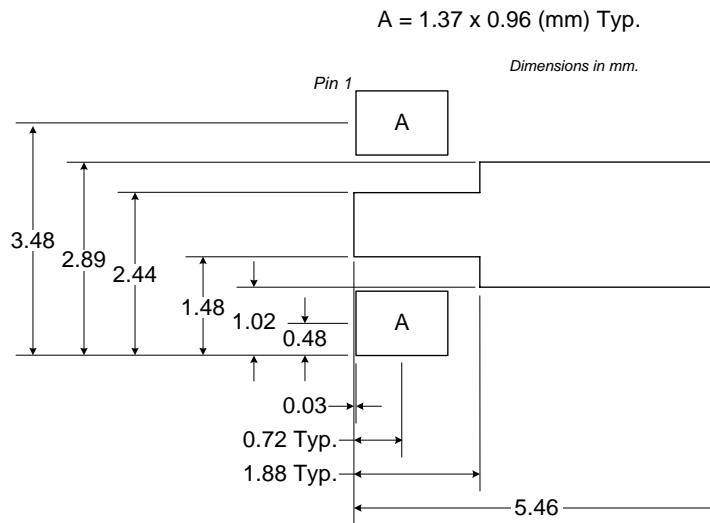 A = 1.37 x 0.96 (mm) Typ.
Dimensions in mm.
Pin 1
A
3.48
2.89
2.44
1.48
1.02
0.48
A
0.03
0.72 Typ.
1.88 Typ.
5.46